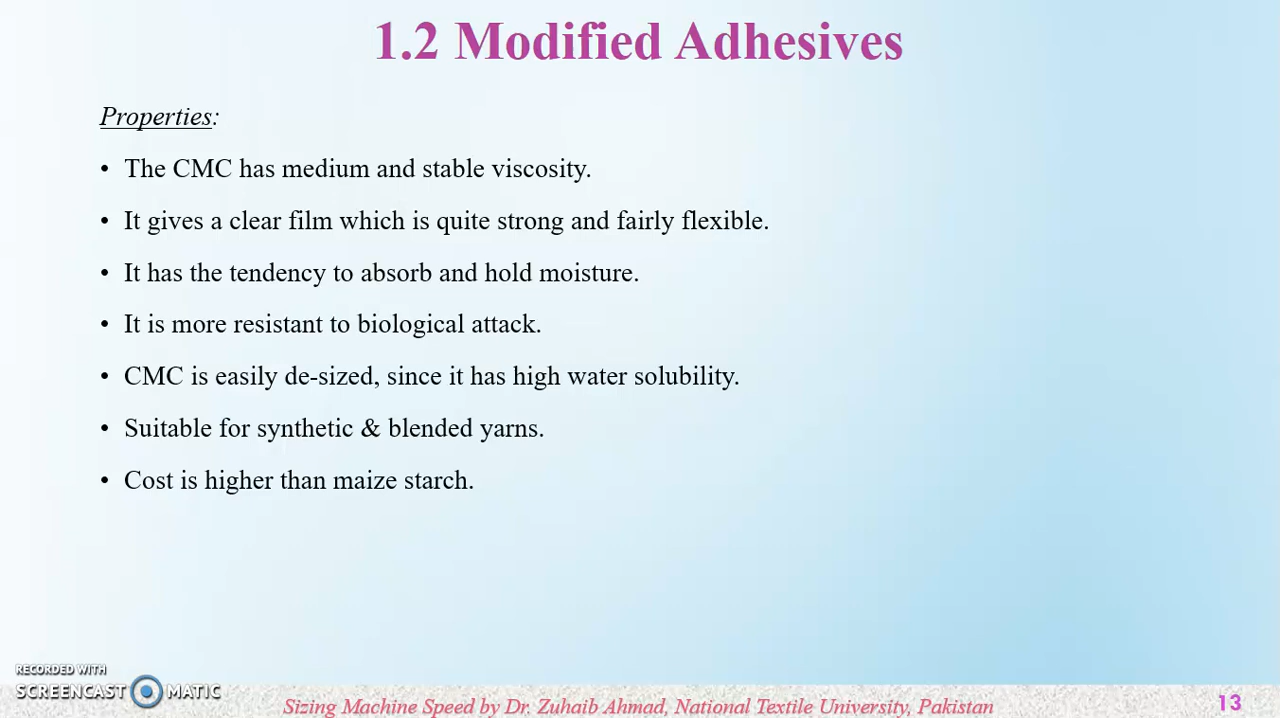 1.2 Modified Adhesives
Properties:
• The CMC has medium and stable viscosity.
• It gives a clear film which is quite strong and fairly flexible.
• It has the tendency to absorb and hold moisture.
• It is more resistant to biological attack.
• CMC is easily de-sized, since it has high water solubility.
• Suitable for synthetic & blended yarns.
• Cost is higher than maize starch.
RECORDED WITH
SCREENCAST MATIC
Sizing Machine Speed by Dr. Zuhaib Ahmad, National Textile University, Pakistan
13